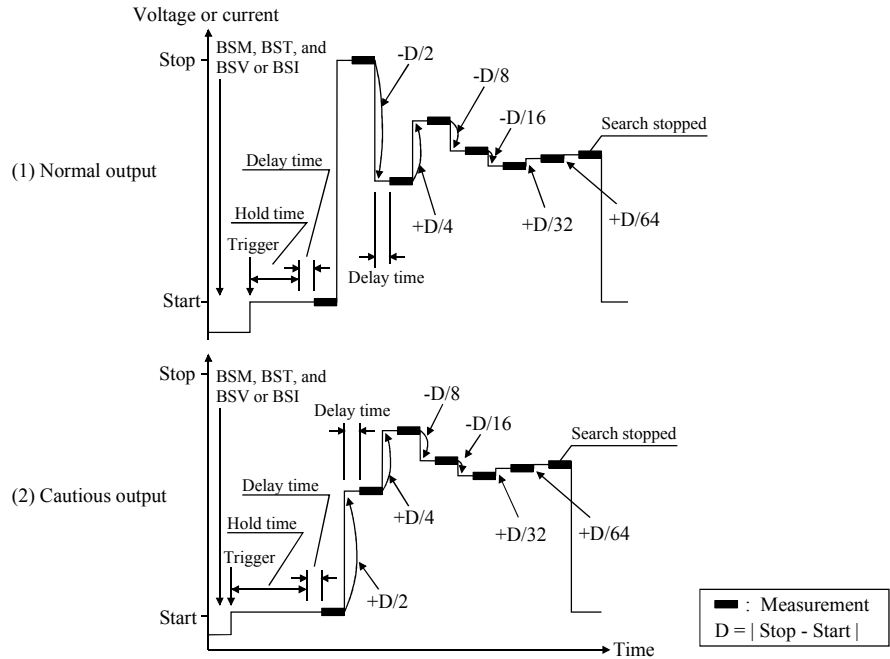 Voltage or current
Stop
BSM, BST, and
BSV or BSI
-D/2
-D/8
-D/16
Search stopped
(1) Normal output
Delay time
Hold time
Trigger
+D/4
+D/32
+D/64
Delay time
Start
Stop
BSM, BST, and
BSV or BSI
Delay time
-D/8
-D/16
Search stopped
(2) Cautious output
Delay time
Hold time
Trigger
+D/4
+D/32
+D/64
+D/2
Start
Time
: Measurement
D = | Stop - Start |